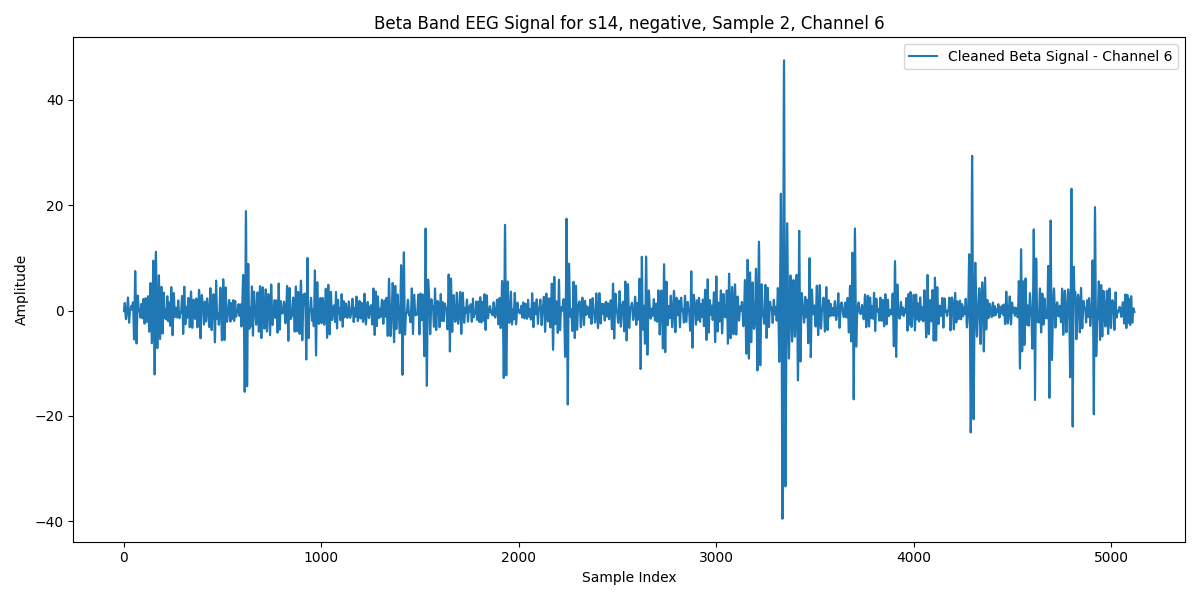 Beta Band EEG Signal for s14, negative, Sample 2, Channel 6
Cleaned Beta Signal - Channel 6
Amplitude
40
20
0
−20
−40
0 1000 2000 3000 4000 5000
Sample Index